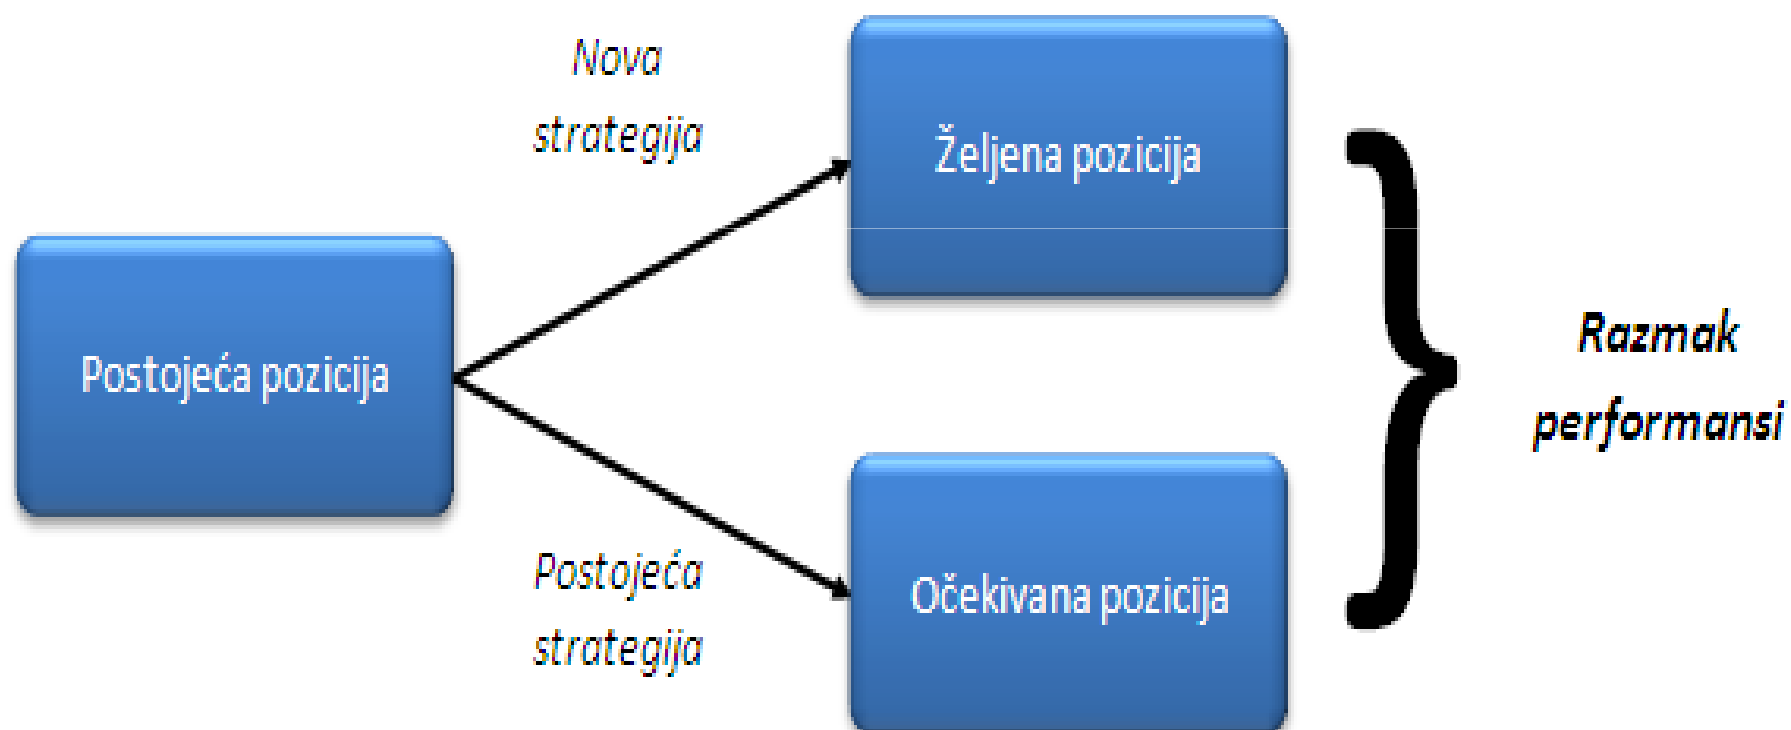 Nova
strategija
Željena pozicija
Postojeća pozicija
Razmak
performansi
Postojeća
strategija
Očekivana pozicija